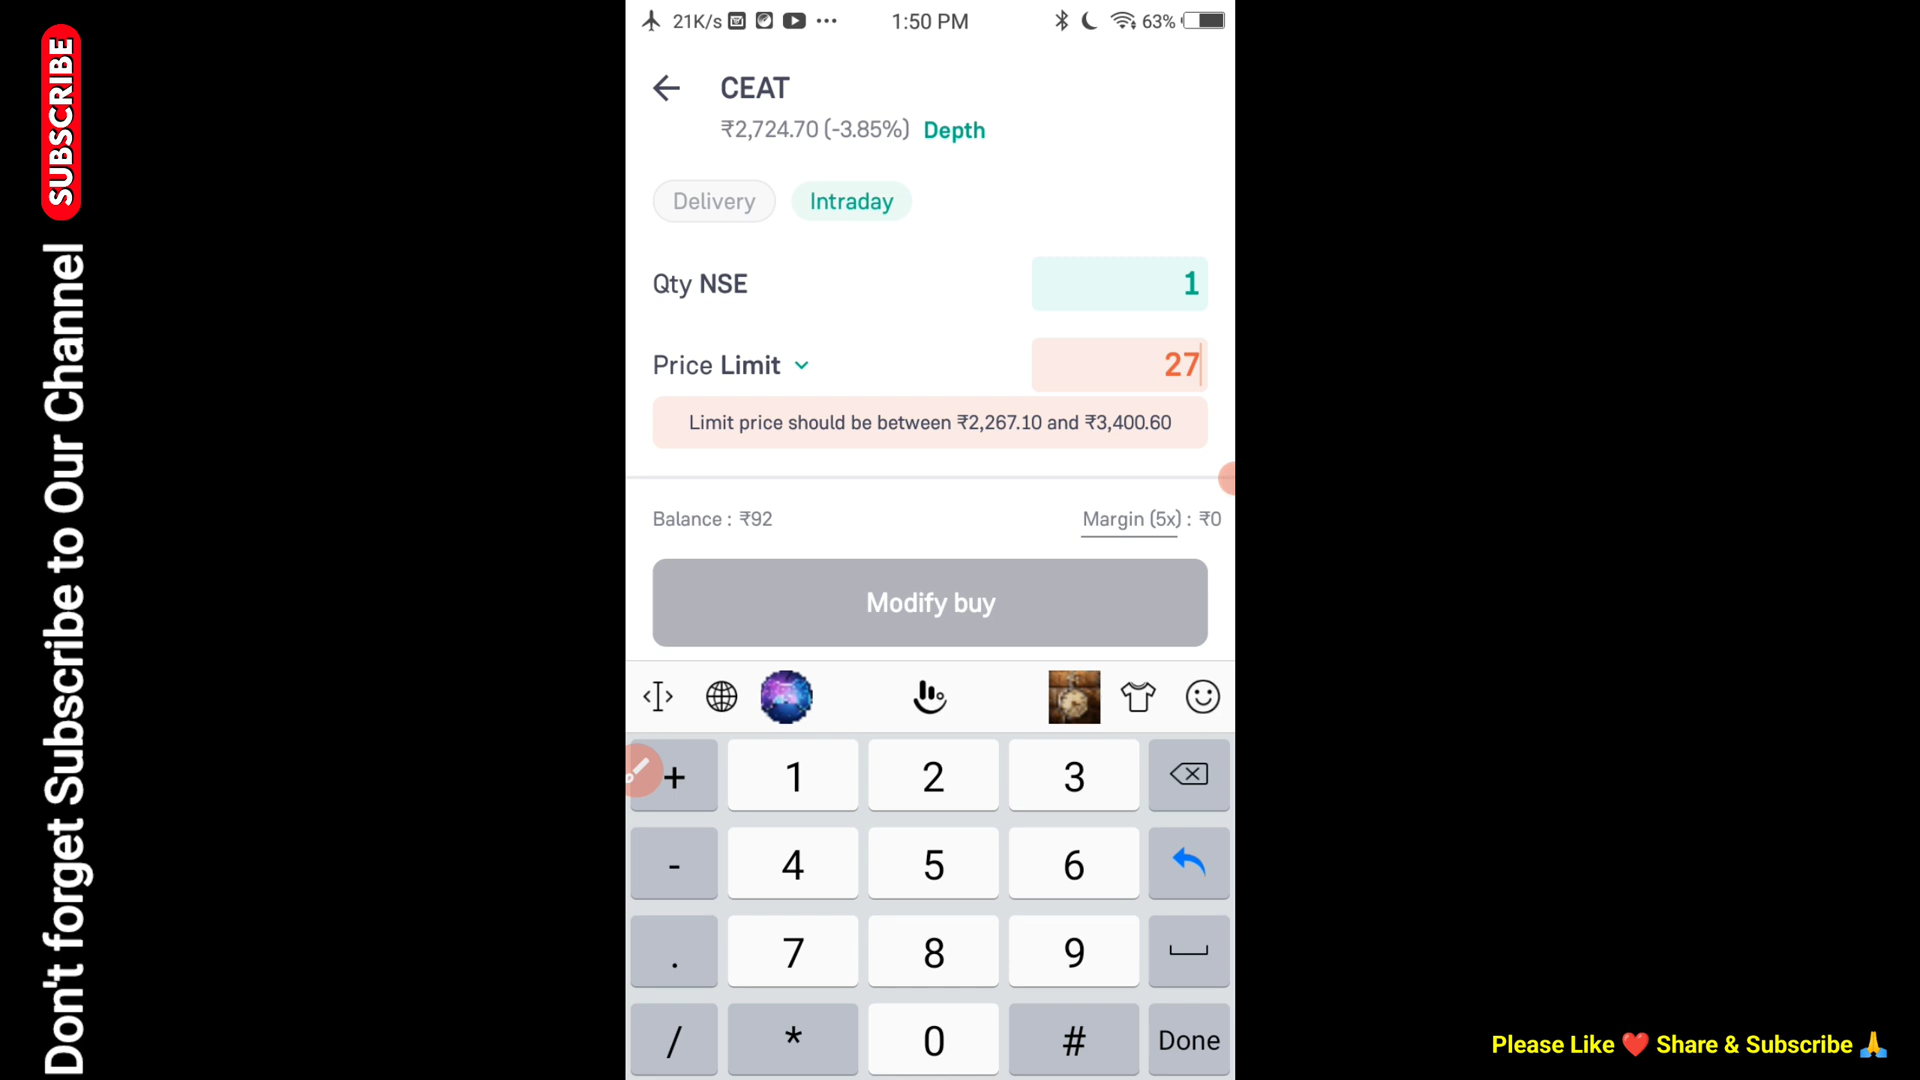 Don't forget Subscribe to Our Channel SUBSCRIBE
21K/s ••• 1:50 PM 63%
CEAT
₹2,724.70 (-3.85%) Depth
Delivery Intraday
Qty NSE 1
Price Limit 27
Limit price should be between ₹2,267.10 and ₹3,400.60
Balance : ₹92 Margin (5x) : ₹0
Modify buy
+ 1 2 3
- 4 5 6
. 7 8 9
/ * 0 # Done
Please Like ❤️ Share & Subscribe 🙏